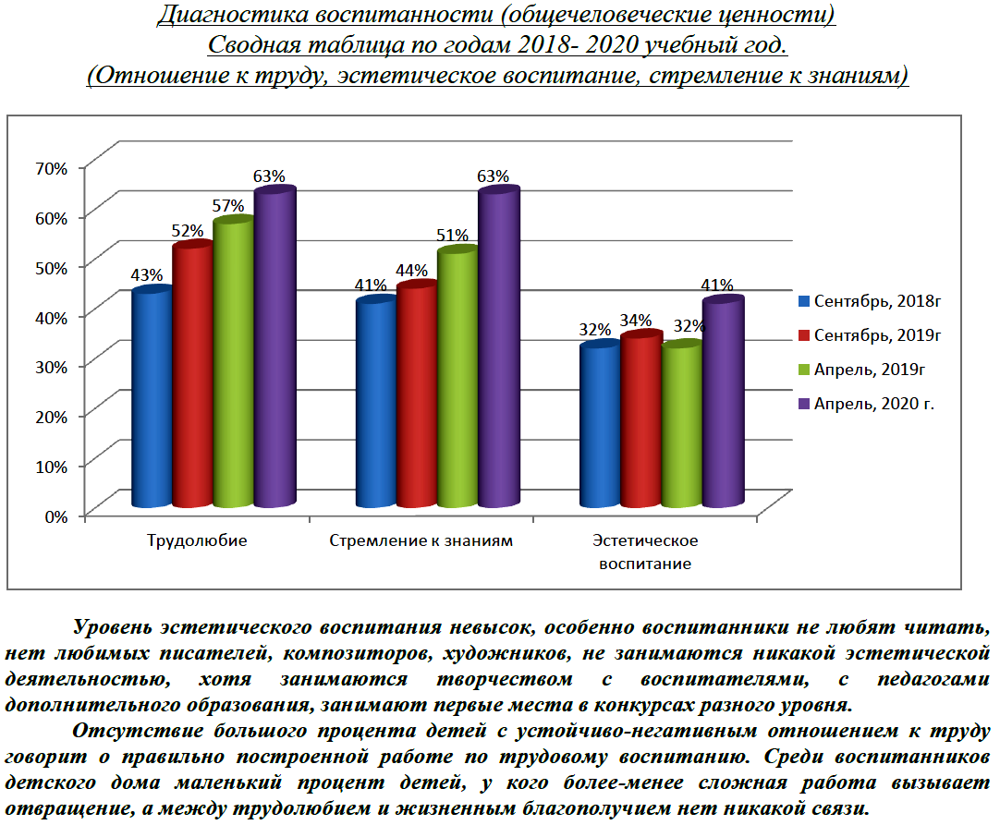 Диагностика воспитанности (общечеловеческие ценности)
Сводная таблица по годам 2018- 2020 учебный год.
(Отношение к труду, эстетическое воспитание, стремление к знаниям)
70%
60%
50%
40%
30%
20%
10%
0%
43%
52%
57%
63%
41%
44%
51%
63%
32%
34%
32%
41%
Трудолюбие
Стремление к знаниям
Эстетическое
воспитание
Сентябрь, 2018г
Сентябрь, 2019г
Апрель, 2019г
Апрель, 2020 г.
Уровень эстетического воспитания невысок, особенно воспитанники не любят читать,
нет любимых писателей, композиторов, художников, не занимаются никакой эстетической
деятельностью, хотя занимаются творчеством с воспитателями, с педагогами
дополнительного образования, занимают первые места в конкурсах разного уровня.
Отсутствие большого процента детей с устойчиво-негативным отношением к труду
говорит о правильно построенной работе по трудовому воспитанию. Среди воспитанников
детского дома маленький процент детей, у кого более-менее сложная работа вызывает
отвращение, а между трудолюбием и жизненным благополучием нет никакой связи.